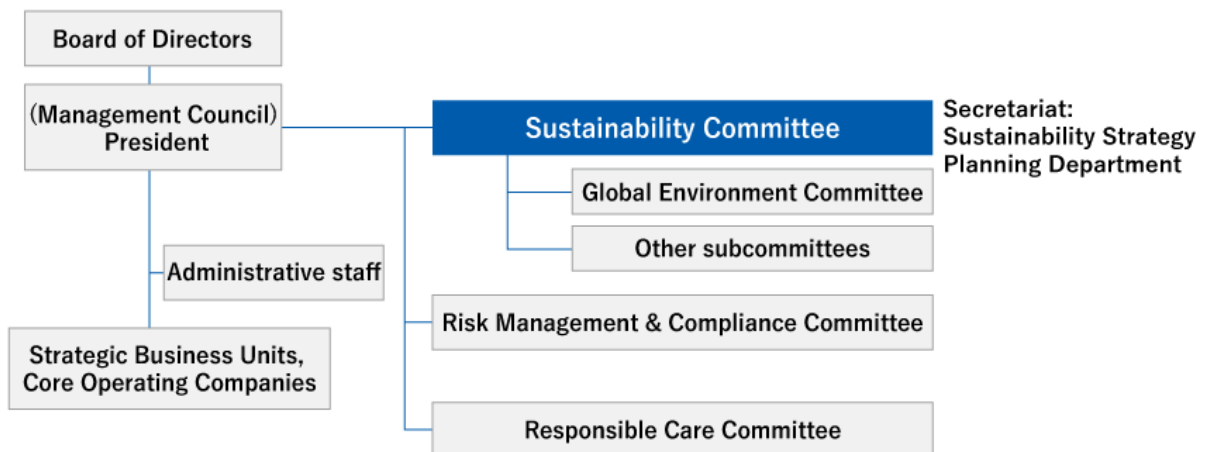 Board of Directors
(Management Council)
President
Sustainability Committee
Secretariat:
Sustainability Strategy
Planning Department
Global Environment Committee
Other subcommittees
Administrative staff
Risk Management & Compliance Committee
Strategic Business Units,
Core Operating Companies
Responsible Care Committee